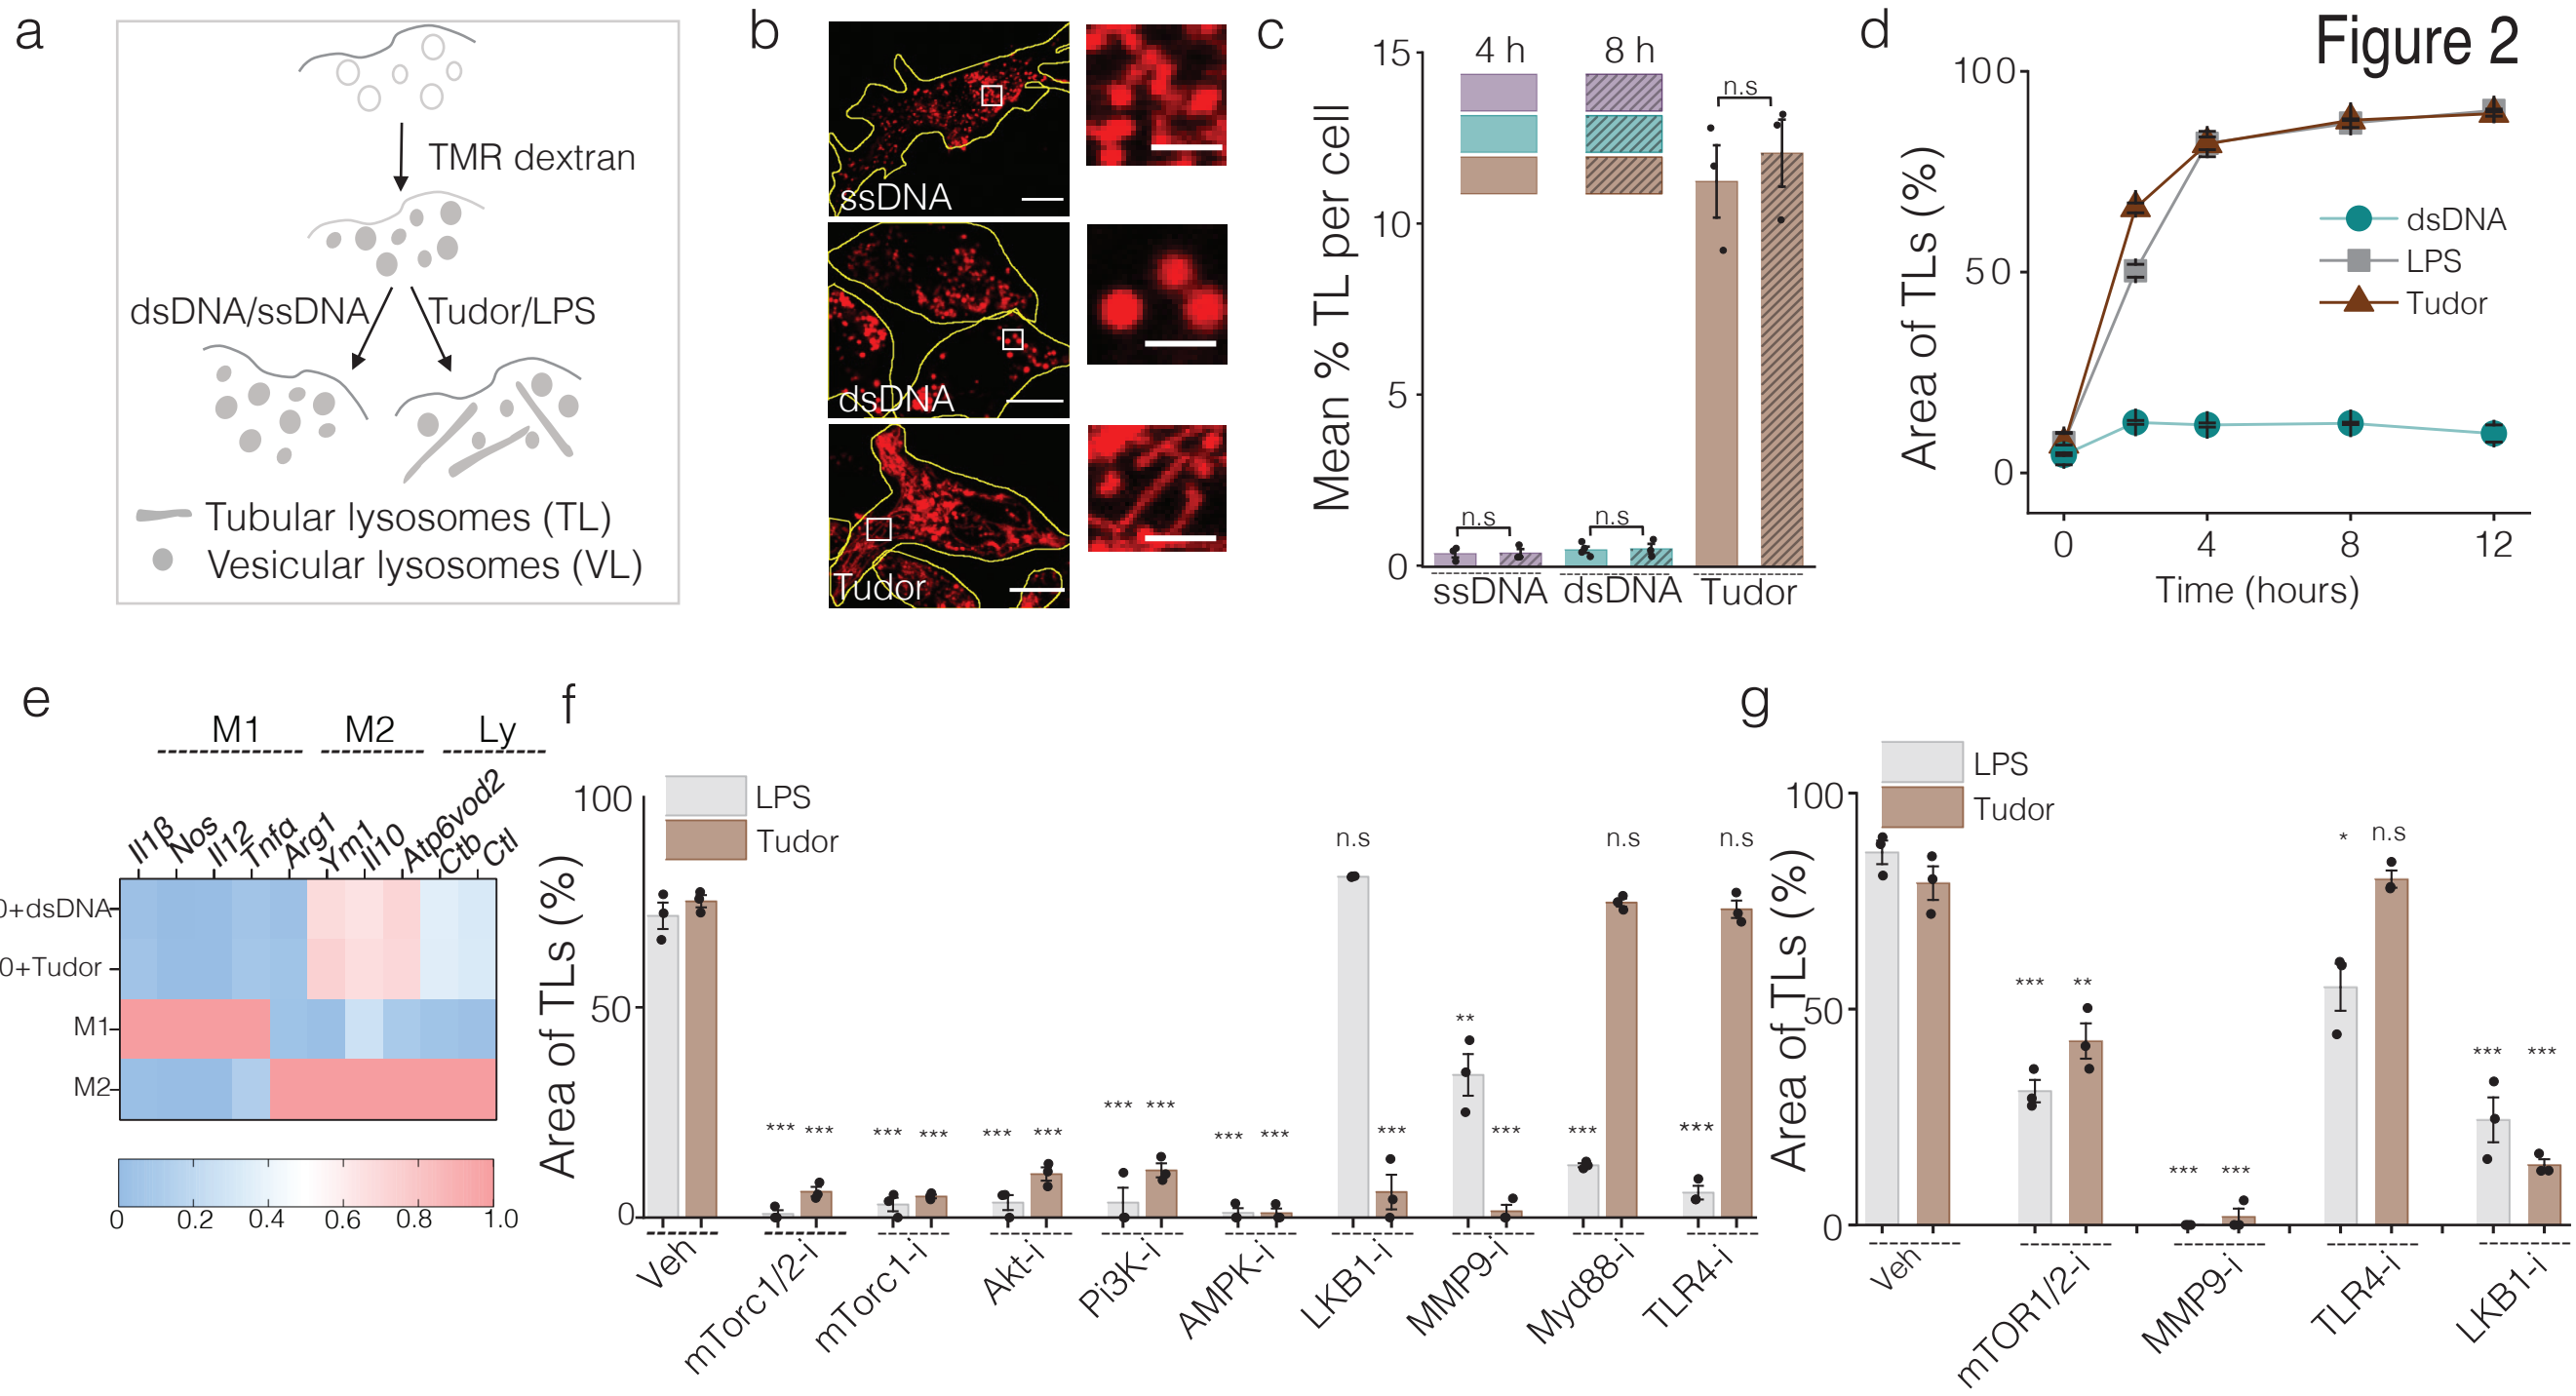 Figure 2
a
TMR dextran
dsDNA/ssDNA
Tudor/LPS
Tubular lysosomes (TL)
Vesicular lysosomes (VL)
b
ssDNA
dsDNA
Tudor
c
Mean % TL per cell
15
10
5
0
4 h
8 h
n.s
n.s
n.s
ssDNA
dsDNA
Tudor
d
Area of TLs (%)
100
50
0
dsDNA
LPS
Tudor
0
4
8
12
Time (hours)
e
M1
M2
Ly
Il1β
Nos
Il12
Tnfα
Arg1
Ym1
Il10
Atp6vod2
Ctb
Ctl
0+dsDNA
0+Tudor
M1
M2
0
0.2
0.4
0.6
0.8
1.0
f
Area of TLs (%)
100
50
0
LPS
Tudor
*** ***
*** ***
*** ***
*** ***
*** ***
n.s ***
** ***
*** n.s
*** n.s
Veh
mTorc1/2-i
mTorc1-i
Akt-i
Pi3K-i
AMPK-i
LKB1-i
MMP9-i
Myd88-i
TLR4-i
g
Area of TLs (%)
100
50
0
LPS
Tudor
*** **
*** ***
* n.s
*** ***
Veh
mTOR1/2-i
MMP9-i
TLR4-i
LKB1-i